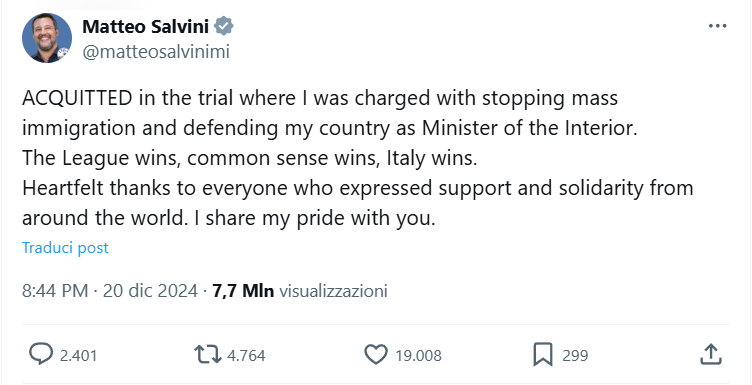 Matteo Salvini
@matteosalvinimi
ACQUITTED in the trial where I was charged with stopping mass
immigration and defending my country as Minister of the Interior.
The League wins, common sense wins, Italy wins.
Heartfelt thanks to everyone who expressed support and solidarity from
around the world. I share my pride with you.
Traduci post
8:44 PM · 20 dic 2024 · 7,7 Mln visualizzazioni
2.401 4.764 19.008 299